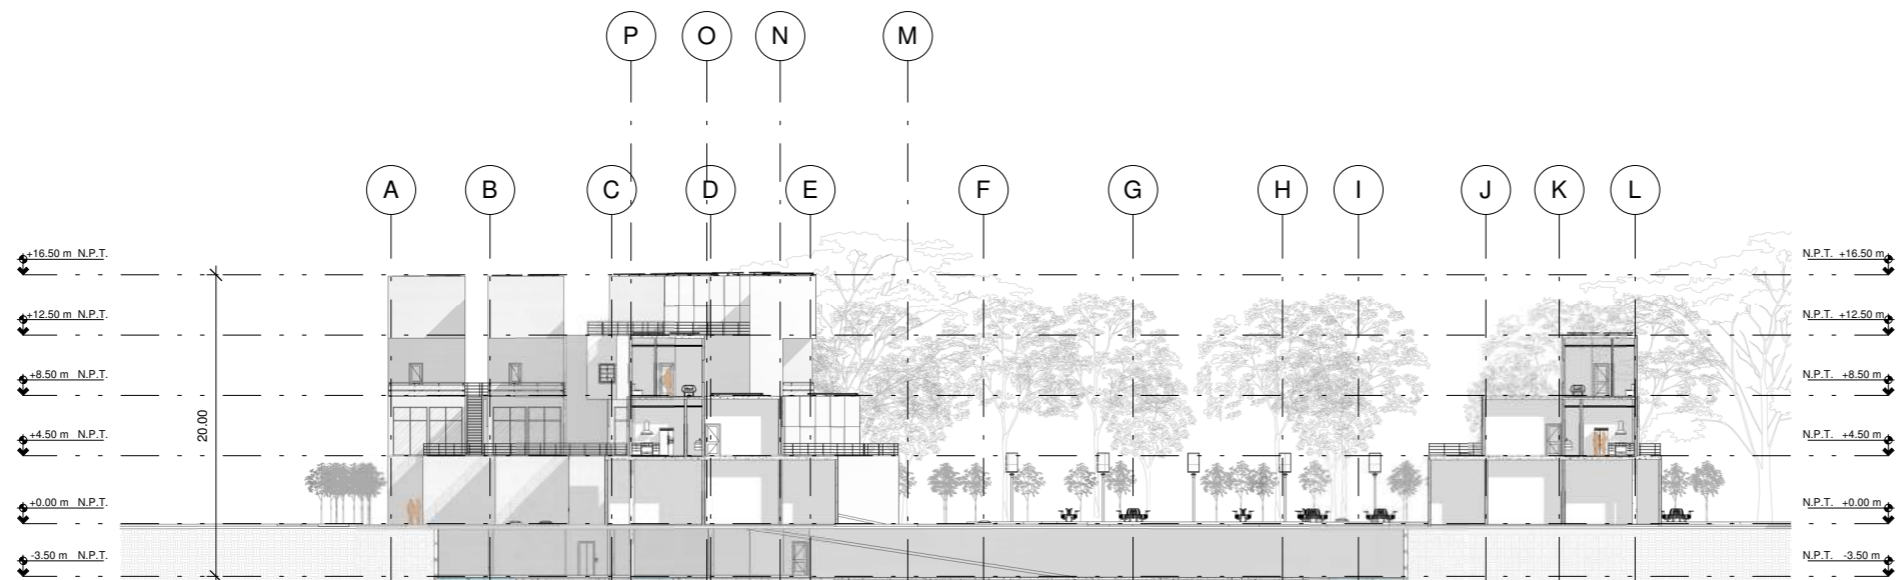 P O N M
A B C D E F G H I J K L
+16.50 m N.P.T.
N.P.T. +16.50 m
+12.50 m N.P.T.
N.P.T. +12.50 m
+8.50 m N.P.T.
N.P.T. +8.50 m
20.00
+4.50 m N.P.T.
N.P.T. +4.50 m
+0.00 m N.P.T.
N.P.T. +0.00 m
-3.50 m N.P.T.
N.P.T. -3.50 m